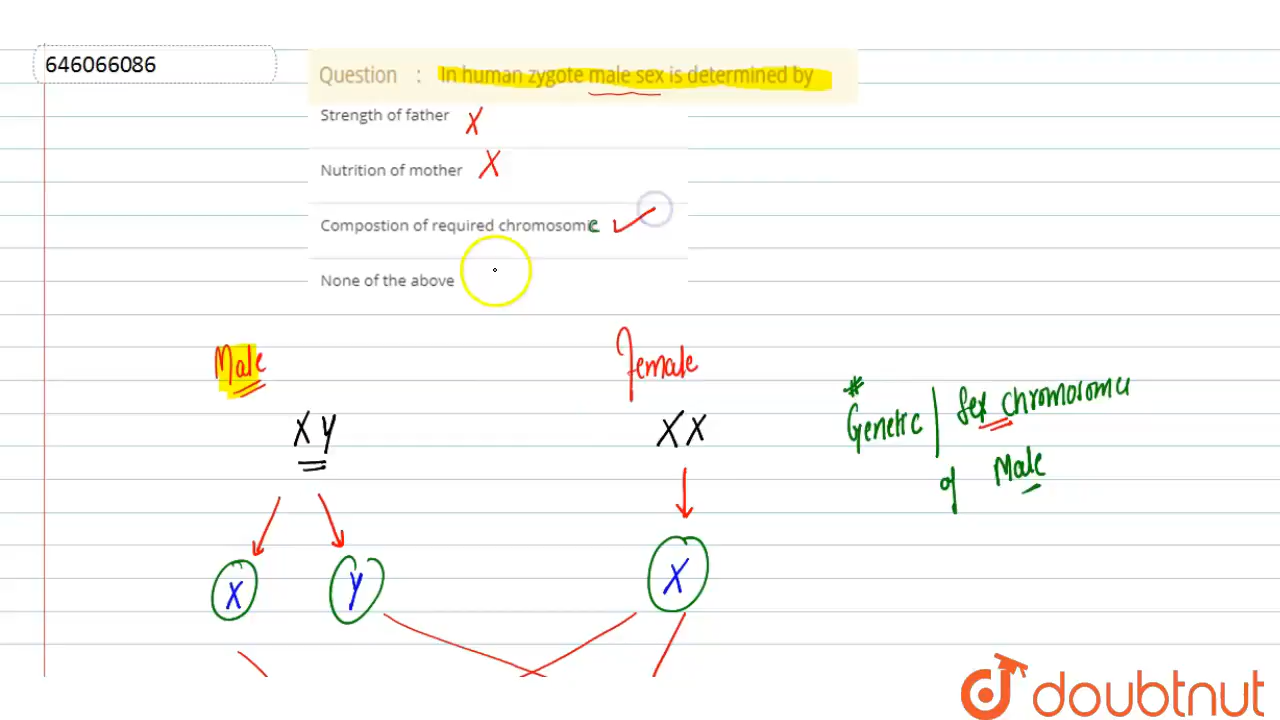 646066086
Question : In human zygote male sex is determined by
Strength of father X
Nutrition of mother X
Compostion of required chromosomic
None of the above
Male
Female
XY
XX
* Genetic | Sex chromosome
of Male
X
Y
X
doubtnut